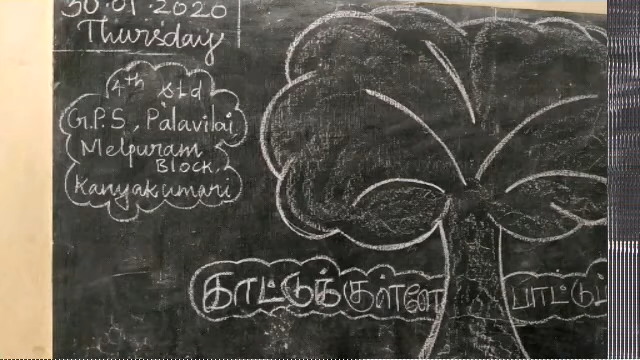 30.01.2020
Thursday
4th std
G.P.S, Palavilai
Melpuram
BLOCK,
Kanyakumari
காட்டுக்குள்ளே பாட்டுப்